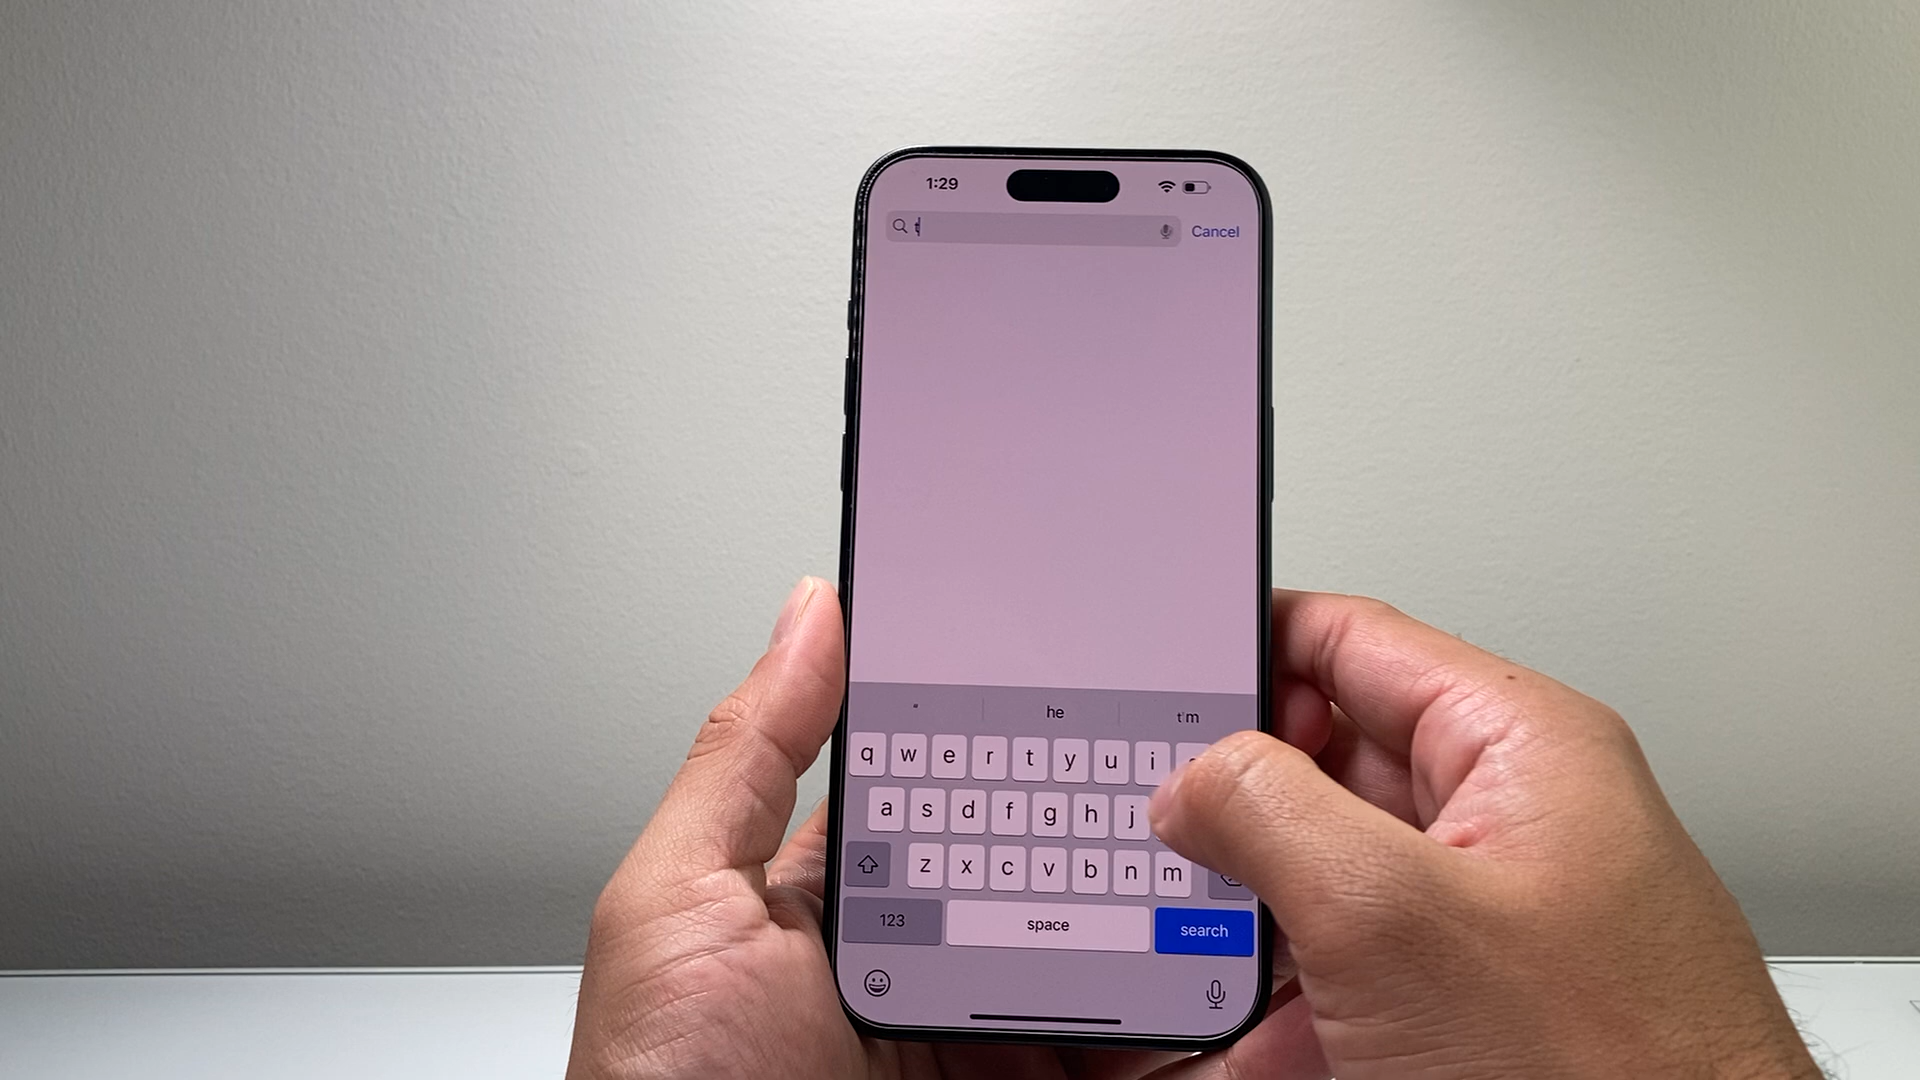 1:29
t
Cancel
“ he t'm
q w e r t y u i
a s d f g h j
z x c v b n m
123 space search